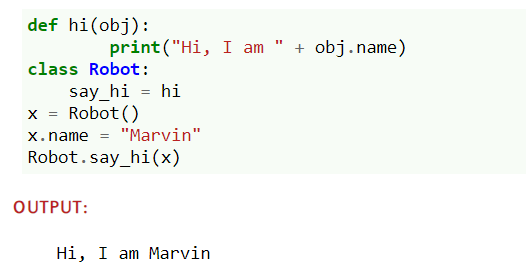 def hi(obj):
        print("Hi, I am " + obj.name)
class Robot:
    say_hi = hi
x = Robot()
x.name = "Marvin"
Robot.say_hi(x)
OUTPUT:
Hi, I am Marvin